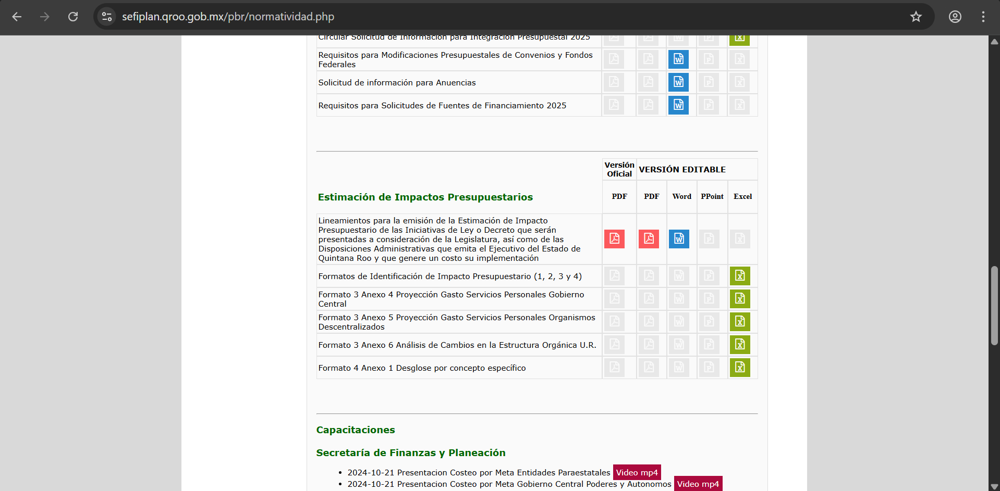 sefiplan.qroo.gob.mx/pbr/normatividad.php
Circular Solicitud de Información para Integración Presupuestal 2025
Requisitos para Modificaciones Presupuestales de Convenios y Fondos
Federales
Solicitud de información para Anuencias
Requisitos para Solicitudes de Fuentes de Financiamiento 2025
Versión
Oficial
VERSIÓN EDITABLE
Estimación de Impactos Presupuestarios
PDF PDF Word PPoint Excel
Lineamientos para la emisión de la Estimación de Impacto
Presupuestario de las Iniciativas de Ley o Decreto que serán
presentadas a consideración de la Legislatura, así como de las
Disposiciones Administrativas que emita el Ejecutivo del Estado de
Quintana Roo y que genere un costo su implementación
Formatos de Identificación de Impacto Presupuestario (1, 2, 3 y 4)
Formato 3 Anexo 4 Proyección Gasto Servicios Personales Gobierno
Central
Formato 3 Anexo 5 Proyección Gasto Servicios Personales Organismos
Descentralizados
Formato 3 Anexo 6 Análisis de Cambios en la Estructura Orgánica U.R.
Formato 4 Anexo 1 Desglose por concepto específico
Capacitaciones
Secretaría de Finanzas y Planeación
• 2024-10-21 Presentacion Costeo por Meta Entidades Paraestatales Video mp4
• 2024-10-21 Presentacion Costeo por Meta Gobierno Central Poderes y Autonomos Video mp4